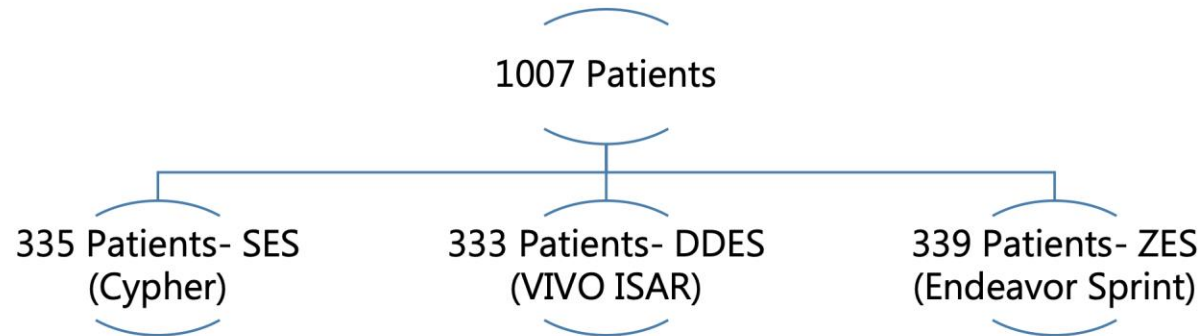 1007 Patients
335 Patients- SES
(Cypher)
333 Patients- DDES
(VIVO ISAR)
339 Patients- ZES
(Endeavor Sprint)